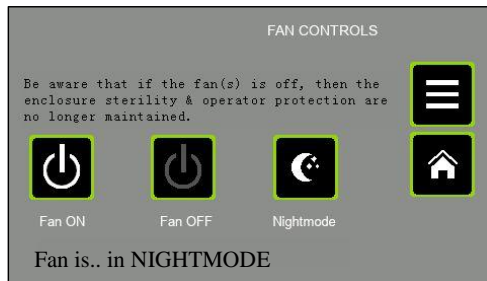 FAN CONTROLS
Be aware that if the fan(s) is off, then the
enclosure sterility & operator protection are
no longer maintained.
Fan ON
Fan OFF
Nightmode
Fan is.. in NIGHTMODE